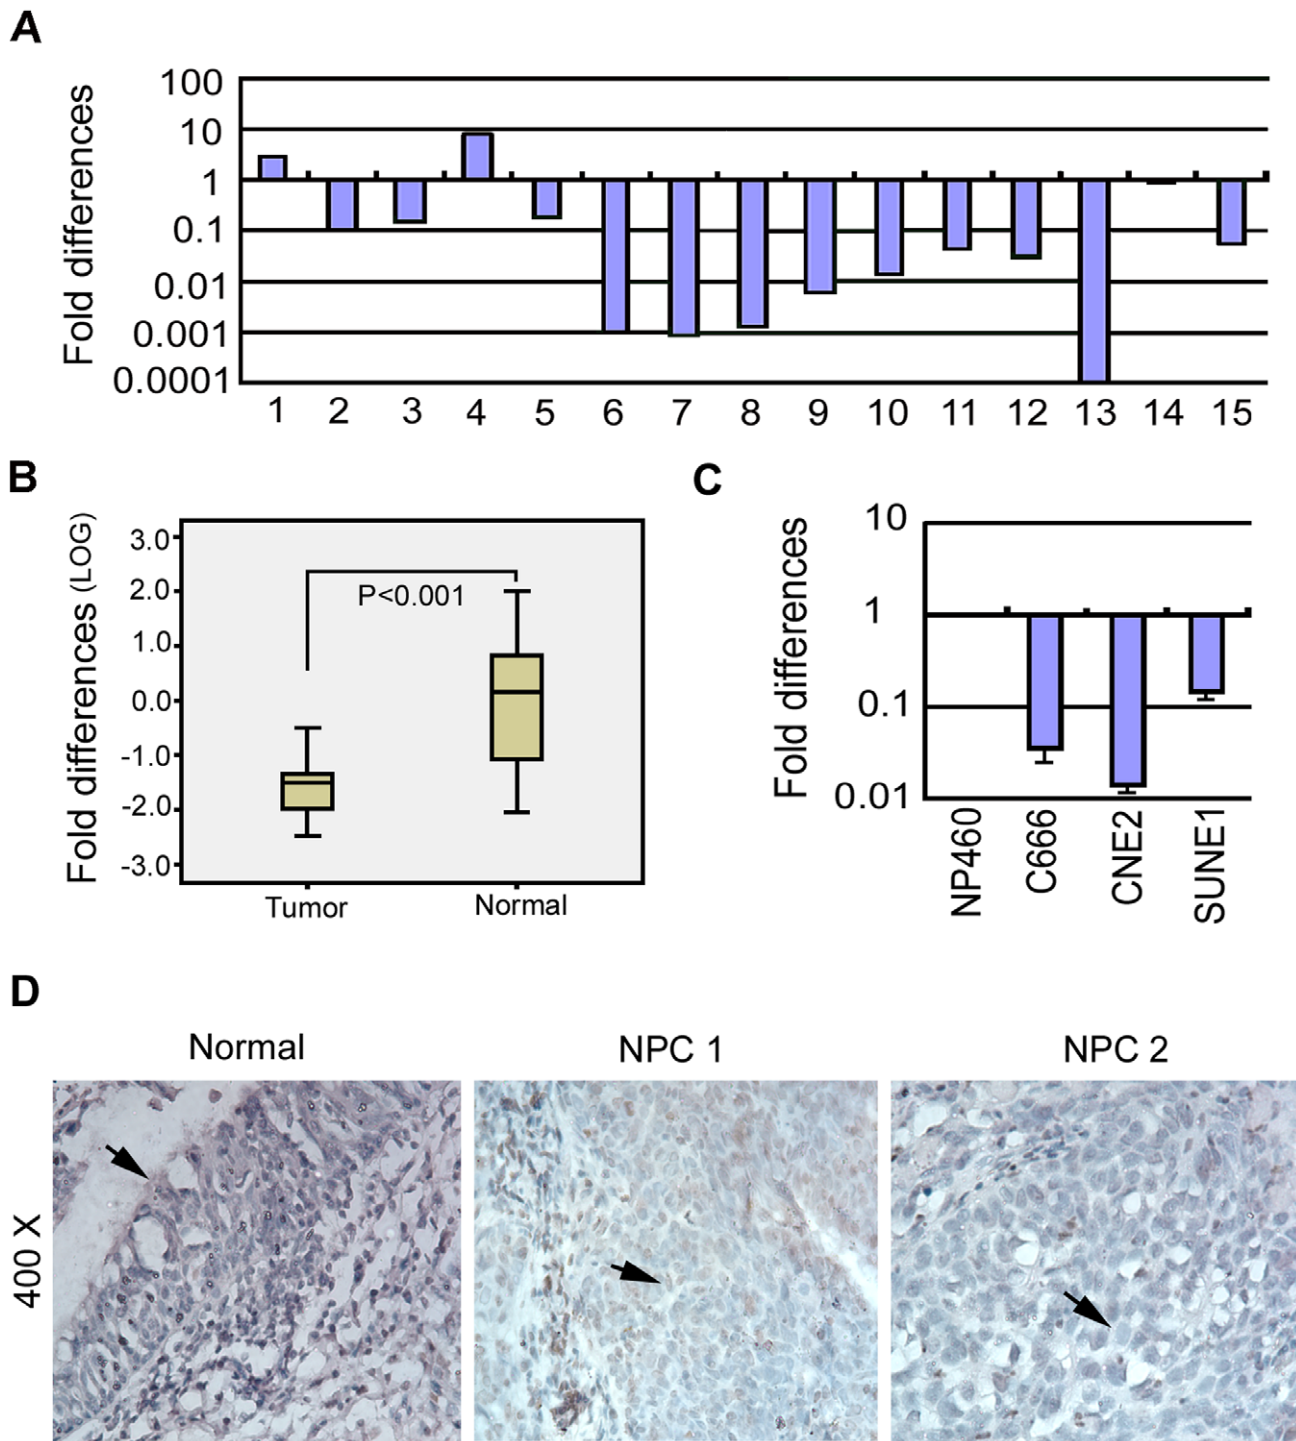 A
Fold differences
100
10
1
0.1
0.01
0.001
0.0001
1 2 3 4 5 6 7 8 9 10 11 12 13 14 15
B
Fold differences (LOG)
3.0
2.0
1.0
0.0
-1.0
-2.0
-3.0
P<0.001
Tumor Normal
C
Fold differences
10
1
0.1
0.01
NP460 C666 CNE2 SUNE1
D
Normal NPC 1 NPC 2
400 X